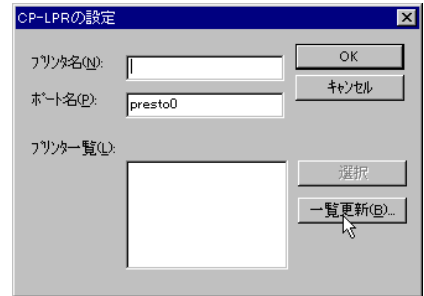 CP-LPRの設定
プリンタ名(N):
OK
キャンセル
ポート名(P):
presto0
プリンター覧(L):
選択
一覧更新(B)...